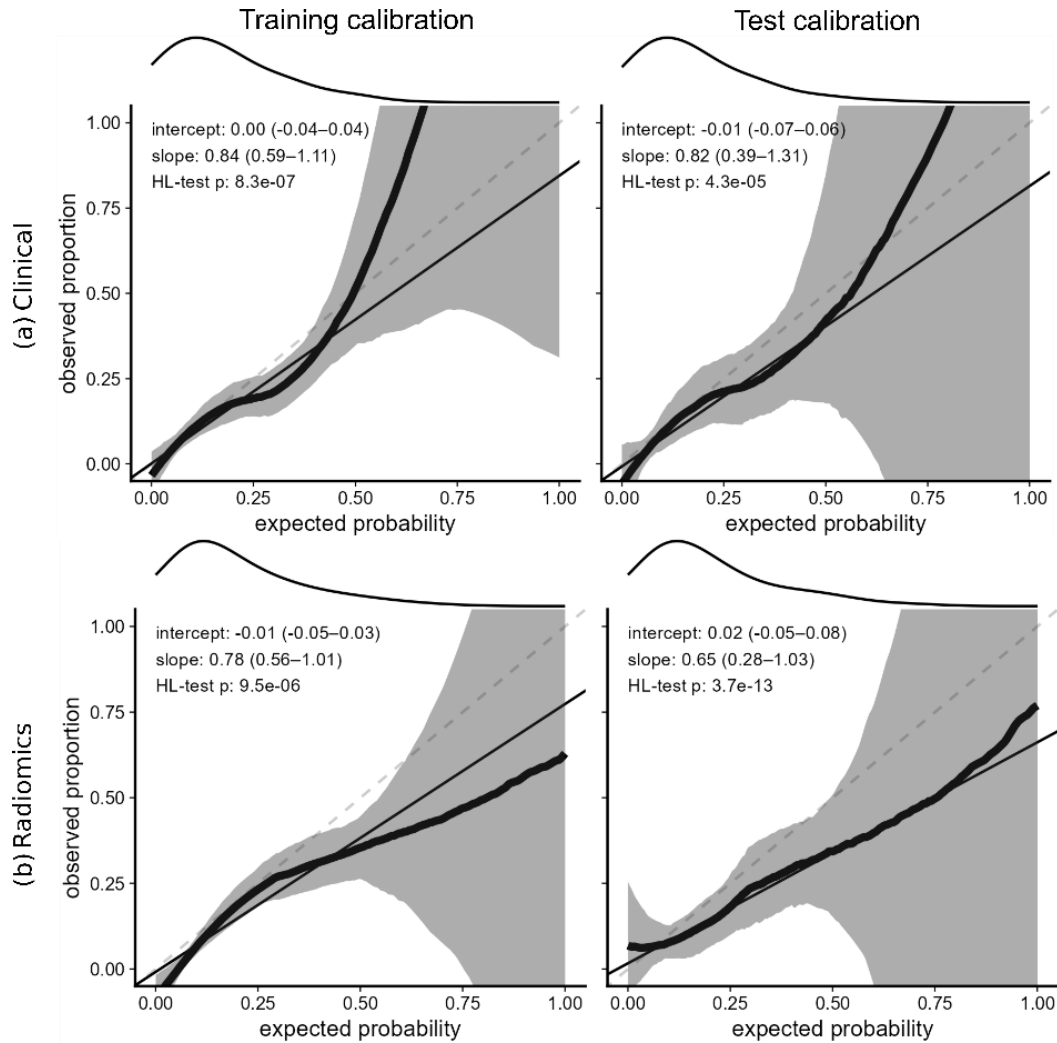 Training calibration
Test calibration
(a) Clinical
observed proportion
1.00
0.75
0.50
0.25
0.00
intercept: 0.00 (-0.04–0.04)
slope: 0.84 (0.59–1.11)
HL-test p: 8.3e-07
0.00 0.25 0.50 0.75 1.00
expected probability
intercept: -0.01 (-0.07–0.06)
slope: 0.82 (0.39–1.31)
HL-test p: 4.3e-05
0.00 0.25 0.50 0.75 1.00
expected probability
(b) Radiomics
observed proportion
1.00
0.75
0.50
0.25
0.00
intercept: -0.01 (-0.05–0.03)
slope: 0.78 (0.56–1.01)
HL-test p: 9.5e-06
0.00 0.25 0.50 0.75 1.00
expected probability
intercept: 0.02 (-0.05–0.08)
slope: 0.65 (0.28–1.03)
HL-test p: 3.7e-13
0.00 0.25 0.50 0.75 1.00
expected probability